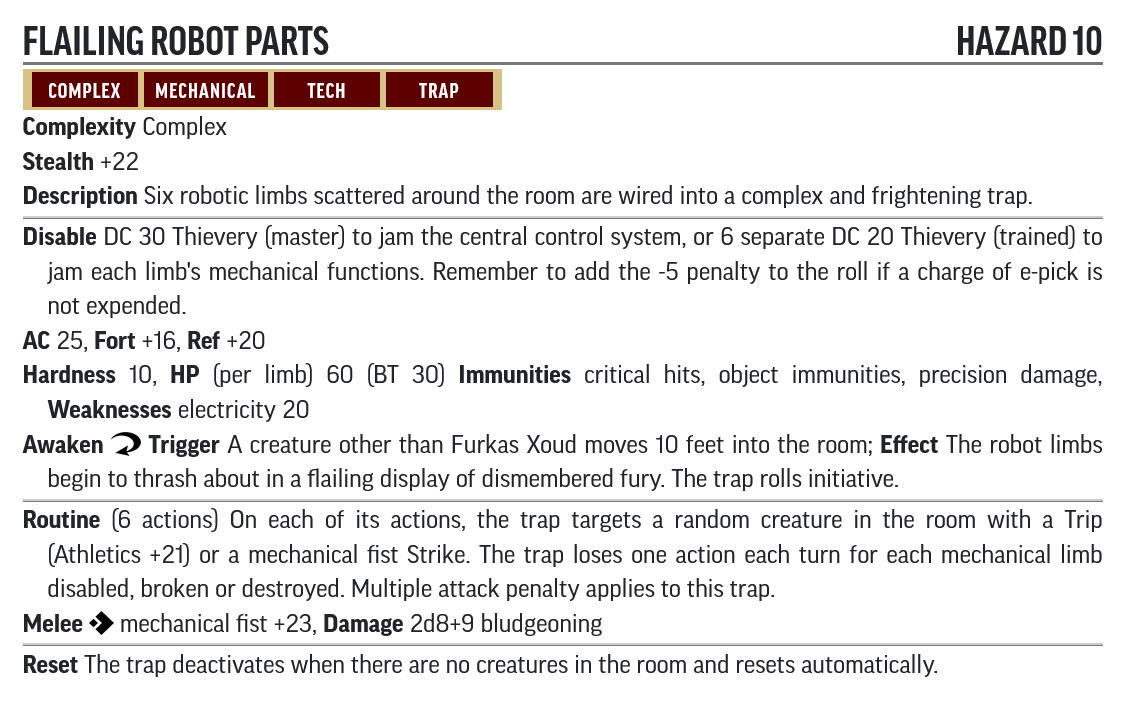 FLAILING ROBOT PARTS HAZARD 10
COMPLEX MECHANICAL TECH TRAP
Complexity Complex
Stealth +22
Description Six robotic limbs scattered around the room are wired into a complex and frightening trap.
Disable DC 30 Thievery (master) to jam the central control system, or 6 separate DC 20 Thievery (trained) to
jam each limb's mechanical functions. Remember to add the -5 penalty to the roll if a charge of e-pick is
not expended.
AC 25, Fort +16, Ref +20
Hardness 10, HP (per limb) 60 (BT 30) Immunities critical hits, object immunities, precision damage,
Weaknesses electricity 20
Awaken Trigger A creature other than Furkas Xoud moves 10 feet into the room; Effect The robot limbs
begin to thrash about in a flailing display of dismembered fury. The trap rolls initiative.
Routine (6 actions) On each of its actions, the trap targets a random creature in the room with a Trip
(Athletics +21) or a mechanical fist Strike. The trap loses one action each turn for each mechanical limb
disabled, broken or destroyed. Multiple attack penalty applies to this trap.
Melee mechanical fist +23, Damage 2d8+9 bludgeoning
Reset The trap deactivates when there are no creatures in the room and resets automatically.